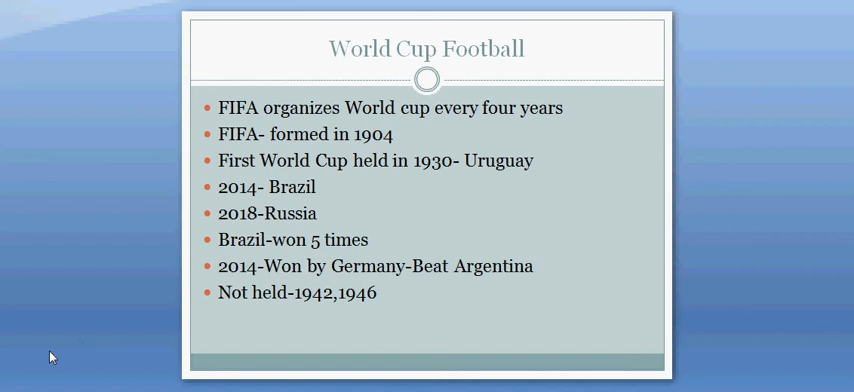 World Cup Football
FIFA organizes World cup every four years
FIFA- formed in 1904
First World Cup held in 1930- Uruguay
2014- Brazil
2018-Russia
Brazil-won 5 times
2014-Won by Germany-Beat Argentina
Not held-1942,1946